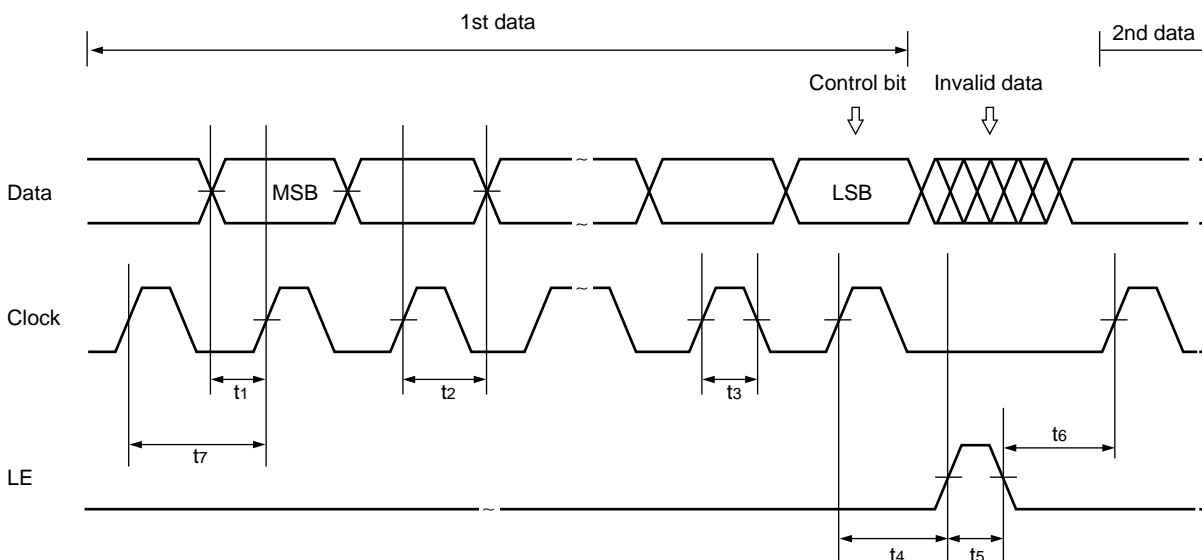 1st data
2nd data
Control bit
Invalid data
Data
MSB
LSB
Clock
t1
t2
t3
t7
t6
LE
t4
t5